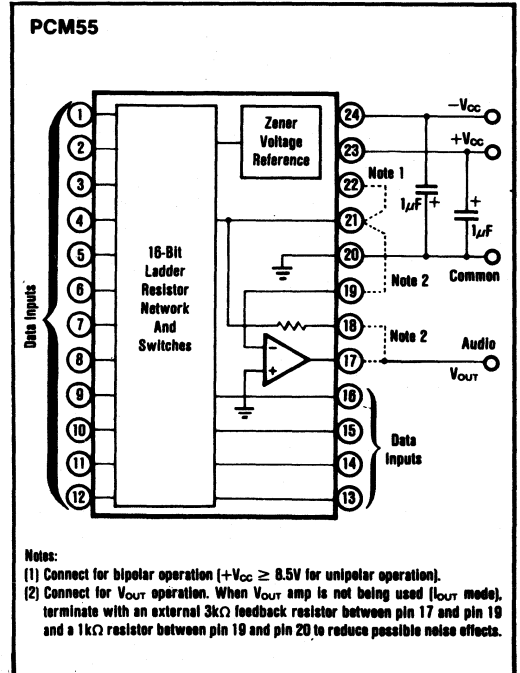 PCM55
1
2
3
4
5
6
7
8
9
10
11
12
Data Inputs
16-Bit
Ladder
Resistor
Network
And
Switches
Zener
Voltage
Reference
24
23
22
21
20
19
18
17
16
15
14
13
−
+
−VCC
+VCC
Note 1
1μF +
+
1μF
Common
Note 2
Note 2
Audio
VOUT
Data
Inputs
Notes:
(1) Connect for bipolar operation (+VCC ≥ 8.5V for unipolar operation).
(2) Connect for VOUT operation. When VOUT amp is not being used (IOUT mode),
terminate with an external 3kΩ feedback resistor between pin 17 and pin 19
and a 1kΩ resistor between pin 19 and pin 20 to reduce possible noise effects.